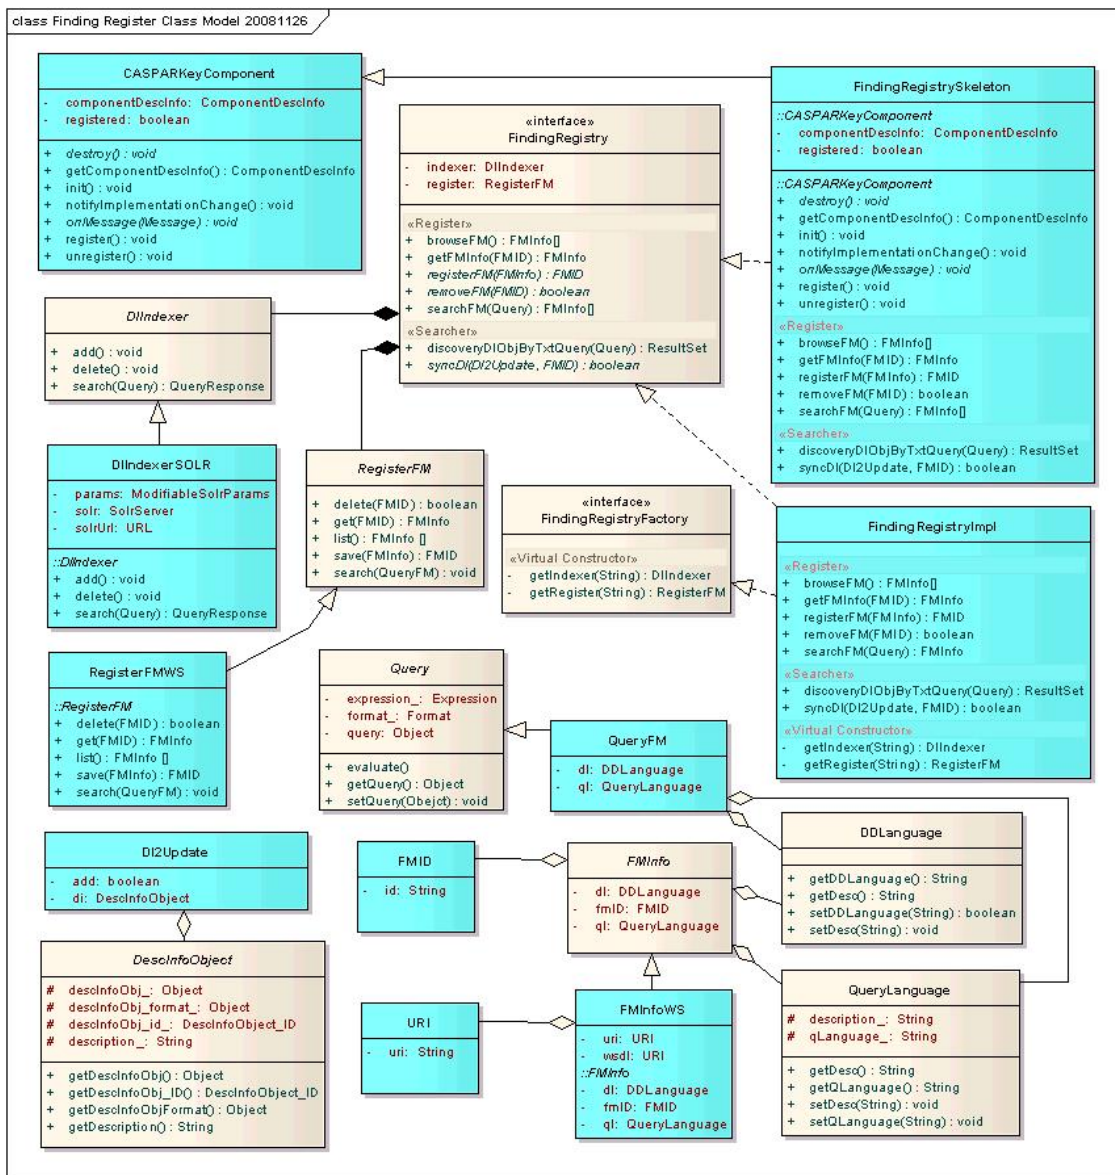 class Finding Register Class Model 20081126
CASPARKeyComponent
- componentDescInfo: ComponentDescInfo
- registered: boolean
+ destroy() : void
+ getComponentDescInfo() : ComponentDescInfo
+ init() : void
+ notifyImplementationChange() : void
+ onMessage(Message) : void
+ register() : void
+ unregister() : void
«interface»
FindingRegistry
- indexer: DIIndexer
- register: RegisterFM
«Register»
+ browseFM() : FMInfo[]
+ getFMInfo(FMID) : FMInfo
+ registerFM(FMInfo) : FMID
+ removeFM(FMID) : boolean
+ searchFM(Query) : FMInfo[]
«Searcher»
+ discoveryDIObjByTxtQuery(Query) : ResultSet
+ syncDI(DI2Update, FMID) : boolean
FindingRegistrySkeleton
::CASPARKeyComponent
- componentDescInfo: ComponentDescInfo
- registered: boolean
::CASPARKeyComponent
+ destroy() : void
+ getComponentDescInfo() : ComponentDescInfo
+ init() : void
+ notifyImplementationChange() : void
+ onMessage(Message) : void
+ register() : void
+ unregister() : void
«Register»
+ browseFM() : FMInfo[]
+ getFMInfo(FMID) : FMInfo
+ registerFM(FMInfo) : FMID
+ removeFM(FMID) : boolean
+ searchFM(Query) : FMInfo[]
«Searcher»
+ discoveryDIObjByTxtQuery(Query) : ResultSet
+ syncDI(DI2Update, FMID) : boolean
DIIndexer
+ add() : void
+ delete() : void
+ search(Query) : QueryResponse
DIIndexerSOLR
- params: ModifiableSolrParams
- solr: SolrServer
- solrUrl: URL
::DIIndexer
+ add() : void
+ delete() : void
+ search(Query) : QueryResponse
RegisterFM
+ delete(FMID) : boolean
+ get(FMID) : FMInfo
+ list() : FMInfo []
+ save(FMInfo) : FMID
+ search(QueryFM) : void
«interface»
FindingRegistryFactory
«Virtual Constructor»
- getIndexer(String) : DIIndexer
- getRegister(String) : RegisterFM
FindingRegistryImpl
«Register»
+ browseFM() : FMInfo[]
+ getFMInfo(FMID) : FMInfo
+ registerFM(FMInfo) : FMID
+ removeFM(FMID) : boolean
+ searchFM(Query) : FMInfo
«Searcher»
+ discoveryDIObjByTxtQuery(Query) : ResultSet
+ syncDI(DI2Update, FMID) : boolean
«Virtual Constructor»
- getIndexer(String) : DIIndexer
- getRegister(String) : RegisterFM
RegisterFMWS
::RegisterFM
+ delete(FMID) : boolean
+ get(FMID) : FMInfo
+ list() : FMInfo []
+ save(FMInfo) : FMID
+ search(QueryFM) : void
Query
- expression_: Expression
- format_: Format
- query: Object
+ evaluate()
+ getQuery() : Object
+ setQuery(Obejct) : void
QueryFM
- dl: DDLanguage
- ql: QueryLanguage
DI2Update
- add: boolean
- di: DescInfoObject
FMID
- id: String
FMInfo
- dl: DDLanguage
- fmID: FMID
- ql: QueryLanguage
DDLanguage
+ getDDLanguage() : String
+ getDesc() : String
+ setDDLanguage(String) : boolean
+ setDesc(String) : void
DescInfoObject
# descInfoObj_: Object
# descInfoObj_format_: Object
# descInfoObj_id_: DescInfoObject_ID
# description_: String
+ getDescInfoObj() : Object
+ getDescInfoObj_ID() : DescInfoObject_ID
+ getDescInfoObjFormat() : Object
+ getDescription() : String
URI
- uri: String
FMInfoWS
- uri: URI
- wsdl: URI
::FMInfo
- dl: DDLanguage
- fmID: FMID
- ql: QueryLanguage
QueryLanguage
# description_: String
# qLanguage_: String
+ getDesc() : String
+ getQLanguage() : String
+ setDesc(String) : void
+ setQLanguage(String) : void